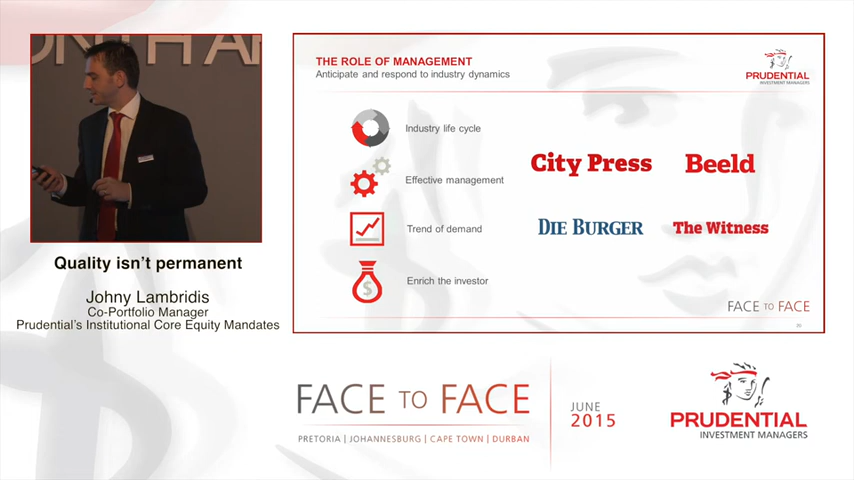 THE ROLE OF MANAGEMENT
Anticipate and respond to industry dynamics
PRUDENTIAL
INVESTMENT MANAGERS
Industry life cycle
Effective management
Trend of demand
Enrich the investor
$
City Press
Beeld
DIE BURGER
The Witness
FACE TO FACE
Quality isn't permanent
Johny Lambridis
Co-Portfolio Manager
Prudential's Institutional Core Equity Mandates
FACE TO FACE
PRETORIA | JOHANNESBURG | CAPE TOWN | DURBAN
JUNE
2015
PRUDENTIAL
INVESTMENT MANAGERS